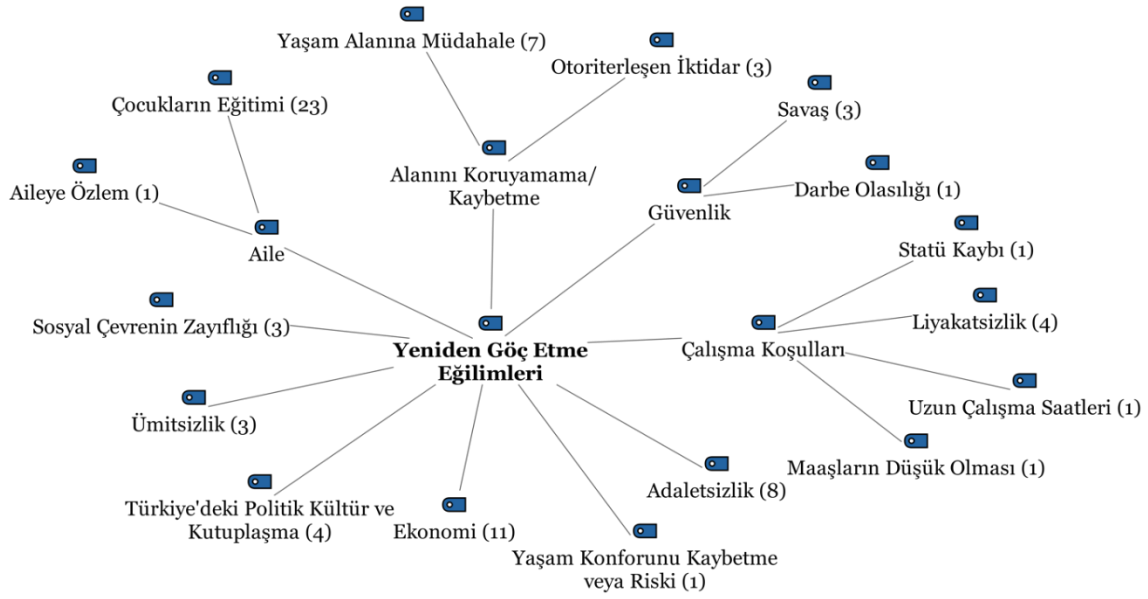 Yaşam Alanına Müdahale (7)
Otoriterleşen İktidar (3)
Çocukların Eğitimi (23)
Savaş (3)
Alanını Koruyamama/
Kaybetme
Darbe Olasılığı (1)
Aileye Özlem (1)
Güvenlik
Aile
Statü Kaybı (1)
Sosyal Çevrenin Zayıflığı (3)
Liyakatsizlik (4)
Yeniden Göç Etme
Eğilimleri
Çalışma Koşulları
Uzun Çalışma Saatleri (1)
Ümitsizlik (3)
Maaşların Düşük Olması (1)
Adaletsizlik (8)
Türkiye'deki Politik Kültür ve
Kutuplaşma (4)
Ekonomi (11)
Yaşam Konforunu Kaybetme
veya Riski (1)